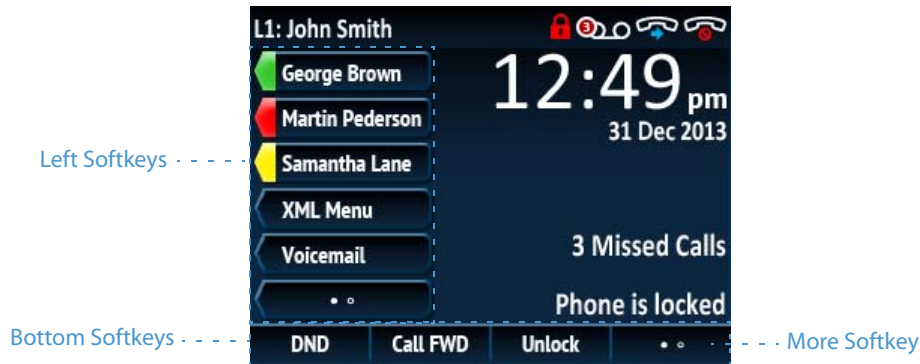 L1: John Smith
3
George Brown
12:49 pm
Martin Pederson
31 Dec 2013
Left Softkeys
Samantha Lane
XML Menu
Voicemail
3 Missed Calls
Phone is locked
Bottom Softkeys
DND
Call FWD
Unlock
More Softkey